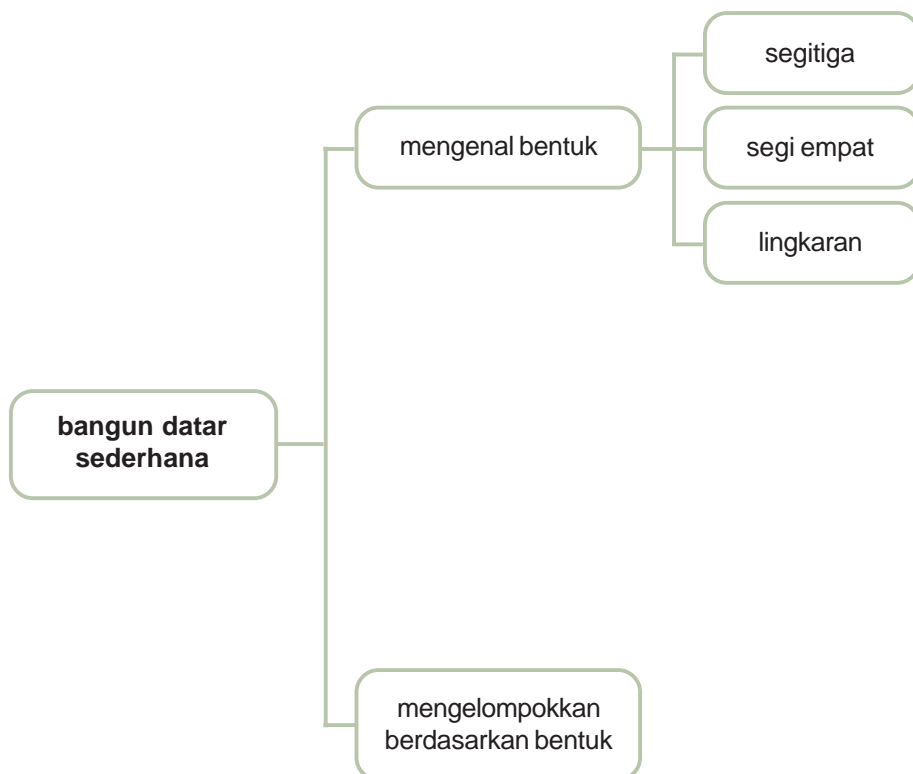 segitiga
mengenal bentuk
segi empat
lingkaran
bangun datar
sederhana
mengelompokkan
berdasarkan bentuk